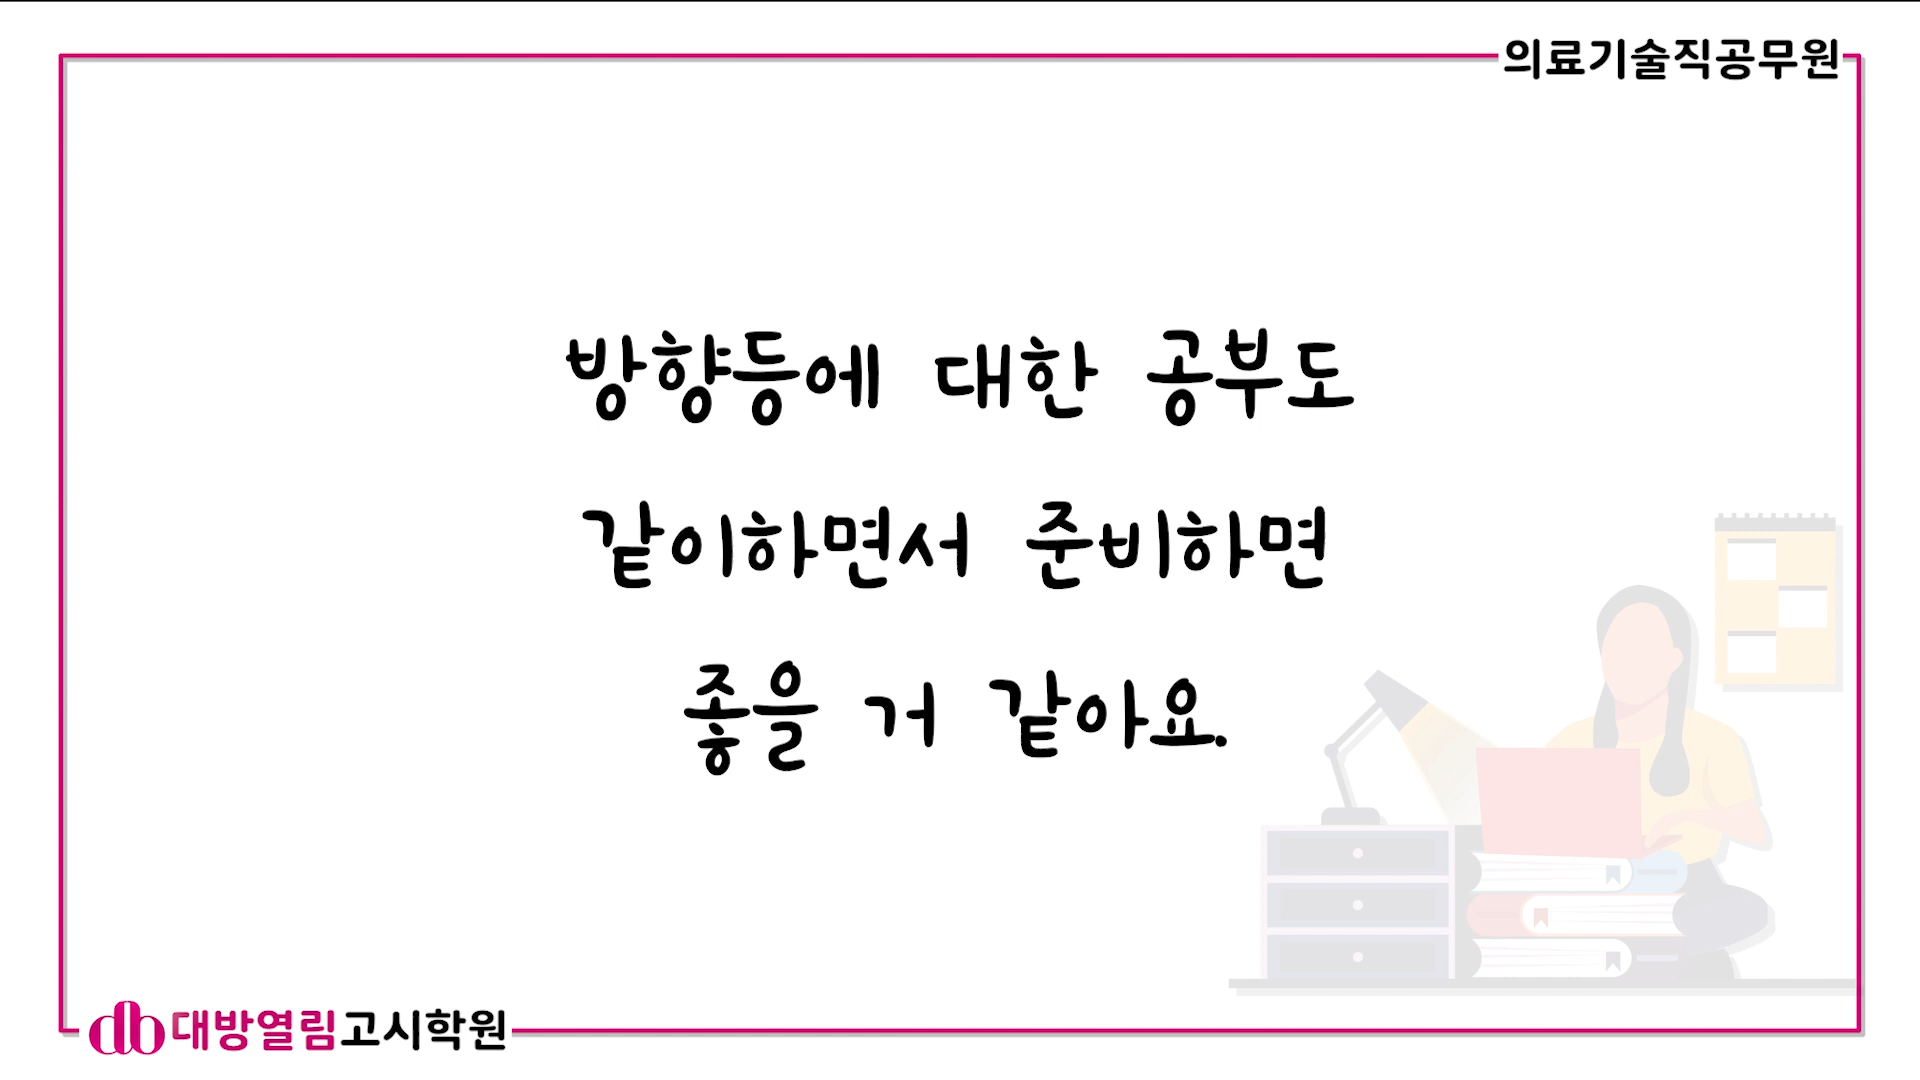 의료기술직공무원
방향등에 대한 공부도
같이하면서 준비하면
좋을 거 같아요.
db대방열림고시학원